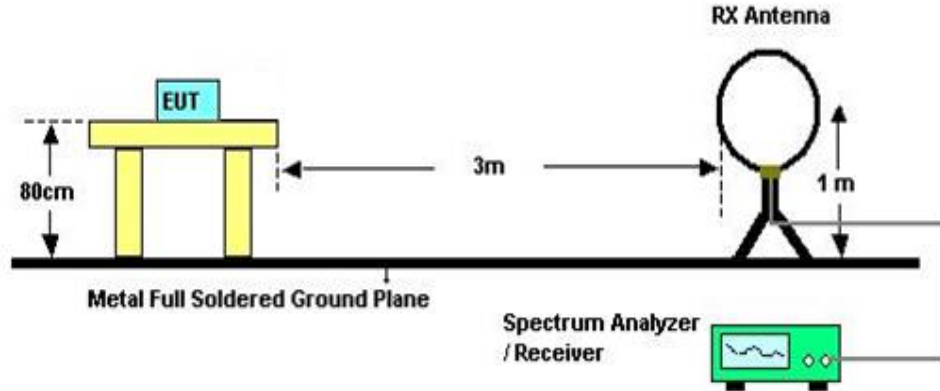 RX Antenna
EUT
3m
80cm
1 m
Metal Full Soldered Ground Plane
Spectrum Analyzer
/ Receiver